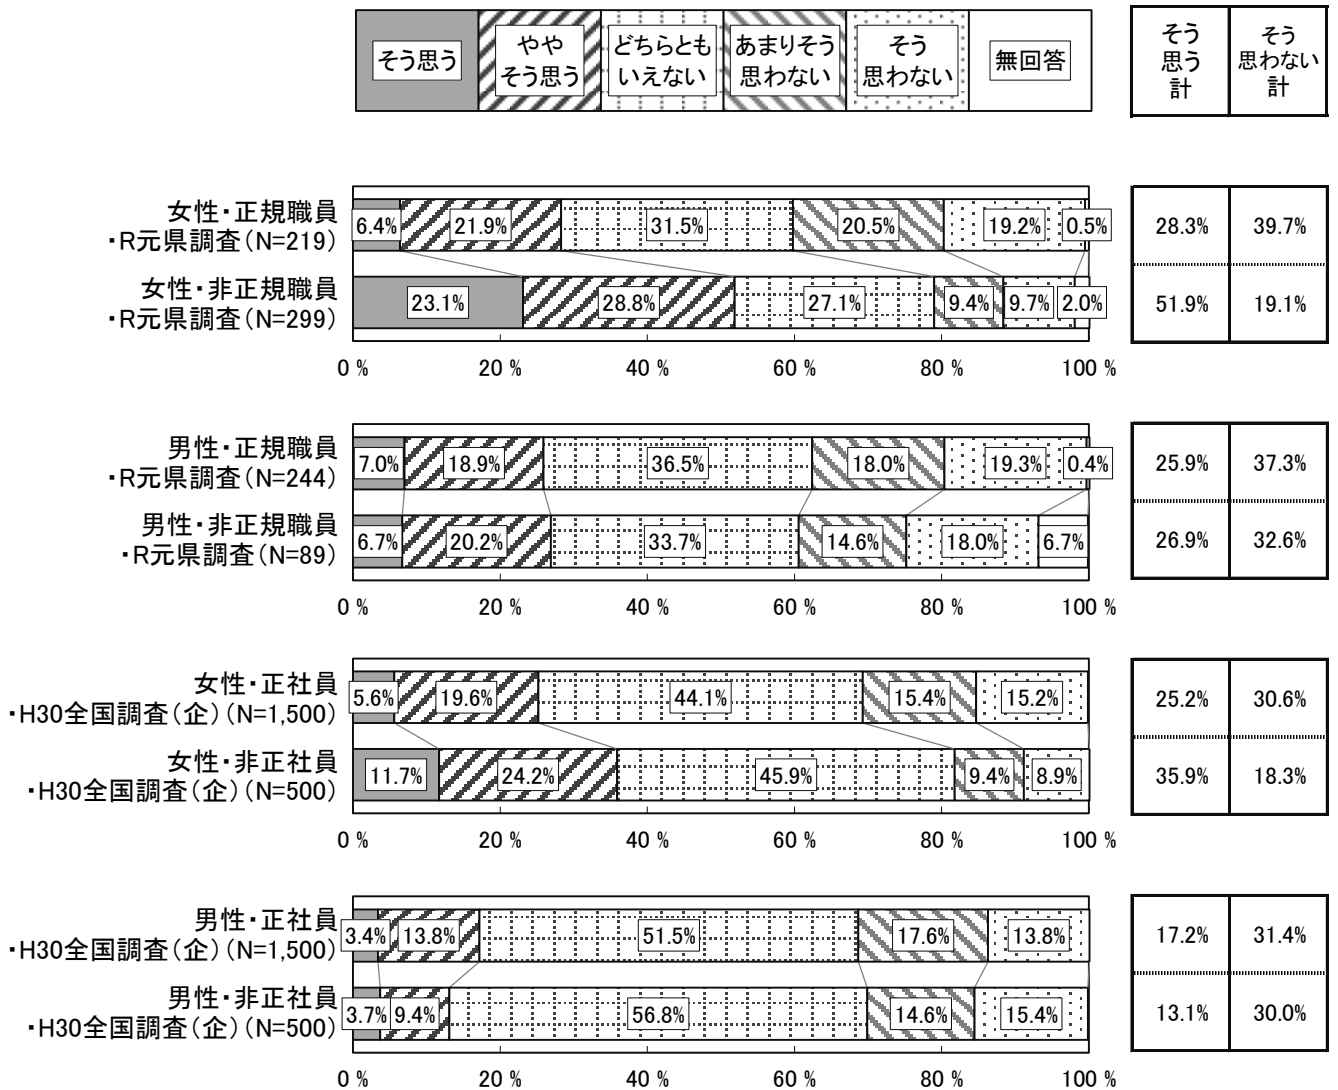 そう思う
やや
そう思う
どちらとも
いえない
あまりそう
思わない
そう
思わない
無回答
そう
思う
計
そう
思わない
計
女性・正規職員
・R元県調査(N=219)
6.4% 21.9% 31.5% 20.5% 19.2% 0.5% 28.3% 39.7%
女性・非正規職員
・R元県調査(N=299)
23.1% 28.8% 27.1% 9.4% 9.7% 2.0% 51.9% 19.1%
0% 20% 40% 60% 80% 100%
男性・正規職員
・R元県調査(N=244)
7.0% 18.9% 36.5% 18.0% 19.3% 0.4% 25.9% 37.3%
男性・非正規職員
・R元県調査(N=89)
6.7% 20.2% 33.7% 14.6% 18.0% 6.7% 26.9% 32.6%
0% 20% 40% 60% 80% 100%
女性・正社員
・H30全国調査(企)(N=1,500)
5.6% 19.6% 44.1% 15.4% 15.2% 25.2% 30.6%
女性・非正社員
・H30全国調査(企)(N=500)
11.7% 24.2% 45.9% 9.4% 8.9% 35.9% 18.3%
0% 20% 40% 60% 80% 100%
男性・正社員
・H30全国調査(企)(N=1,500)
3.4% 13.8% 51.5% 17.6% 13.8% 17.2% 31.4%
男性・非正社員
・H30全国調査(企)(N=500)
3.7% 9.4% 56.8% 14.6% 15.4% 13.1% 30.0%
0% 20% 40% 60% 80% 100%